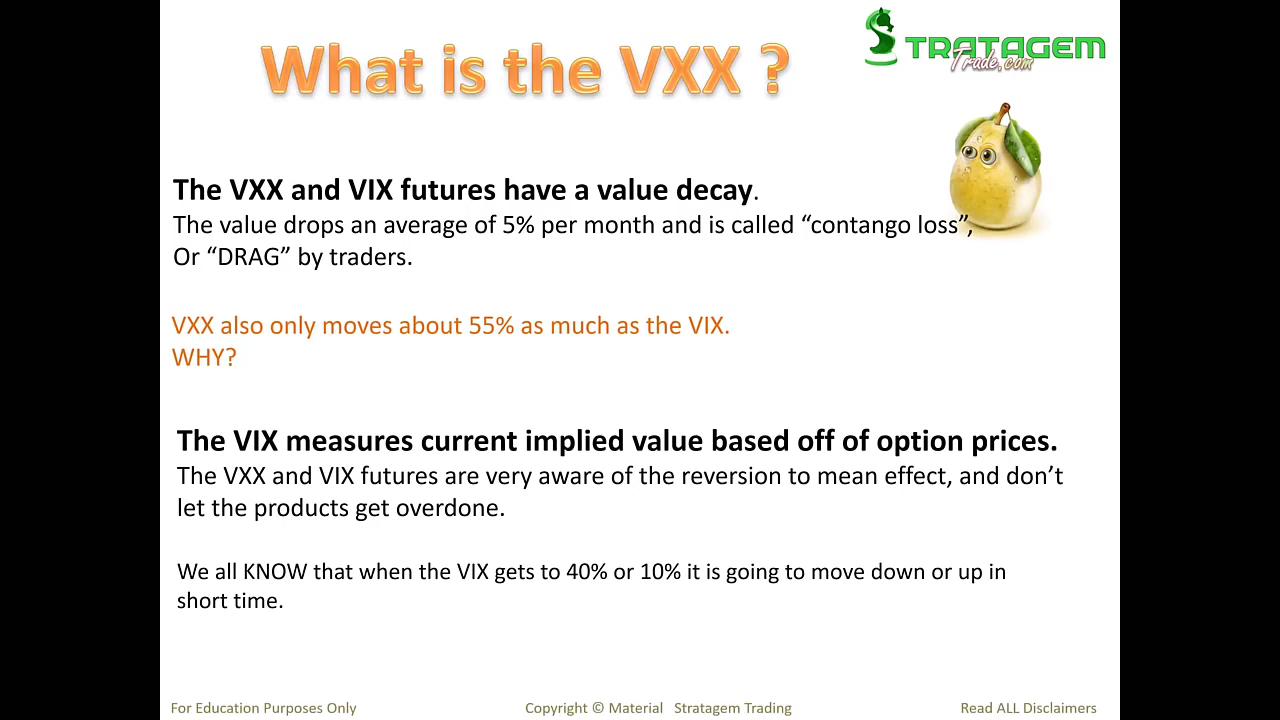 What is the VXX ?
STRATAGEM
Trade.com
The VXX and VIX futures have a value decay.
The value drops an average of 5% per month and is called “contango loss”,
Or “DRAG” by traders.
VXX also only moves about 55% as much as the VIX.
WHY?
The VIX measures current implied value based off of option prices.
The VXX and VIX futures are very aware of the reversion to mean effect, and don’t
let the products get overdone.
We all KNOW that when the VIX gets to 40% or 10% it is going to move down or up in
short time.
For Education Purposes Only Copyright © Material Stratagem Trading Read ALL Disclaimers